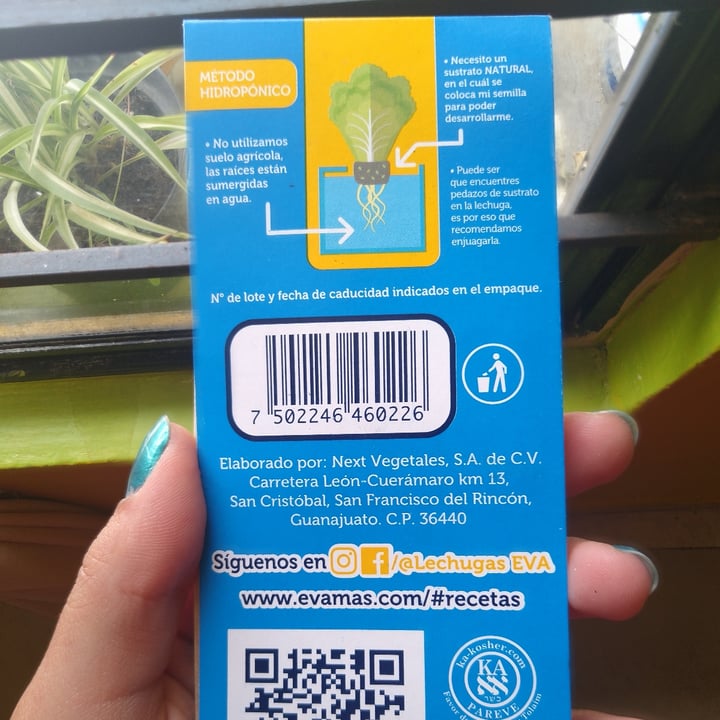 MÉTODO
HIDROPÓNICO
• No utilizamos
suelo agrícola,
las raíces están
sumergidas
en agua.
• Necesito un
sustrato NATURAL,
en el cuál se
coloca mi semilla
para poder
desarrollarme.
• Puede ser
que encuentres
pedazos de sustrato
en la lechuga,
es por eso que
recomendamos
enjuagarla.
N° de lote y fecha de caducidad indicados en el empaque.
7 502246 460226
Elaborado por: Next Vegetales, S.A. de C.V.
Carretera León-Cuerámaro km 13,
San Cristóbal, San Francisco del Rincón,
Guanajuato. C.P. 36440
Síguenos en /@Lechugas EVA
www.evamas.com/#recetas
ka-kosher.com
KA
כשר
PAREVE
Favor d